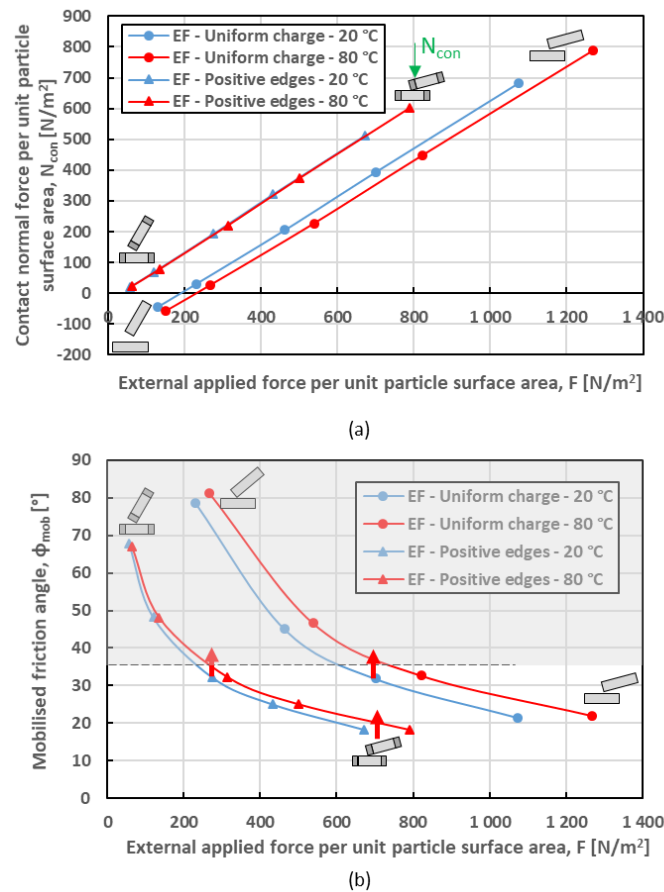 900
800
700
600
500
400
300
200
100
0
-100
-200
Contact normal force per unit particle
surface area, N_con [N/m²]
EF - Uniform charge - 20 °C
EF - Uniform charge - 80 °C
EF - Positive edges - 20 °C
EF - Positive edges - 80 °C
N_con
0 200 400 600 800 1 000 1 200 1 400
External applied force per unit particle surface area, F [N/m²]
(a)
90
80
70
60
50
40
30
20
10
0
Mobilised friction angle, ϕ_mob [°]
EF - Uniform charge - 20 °C
EF - Uniform charge - 80 °C
EF - Positive edges - 20 °C
EF - Positive edges - 80 °C
0 200 400 600 800 1 000 1 200 1 400
External applied force per unit particle surface area, F [N/m²]
(b)